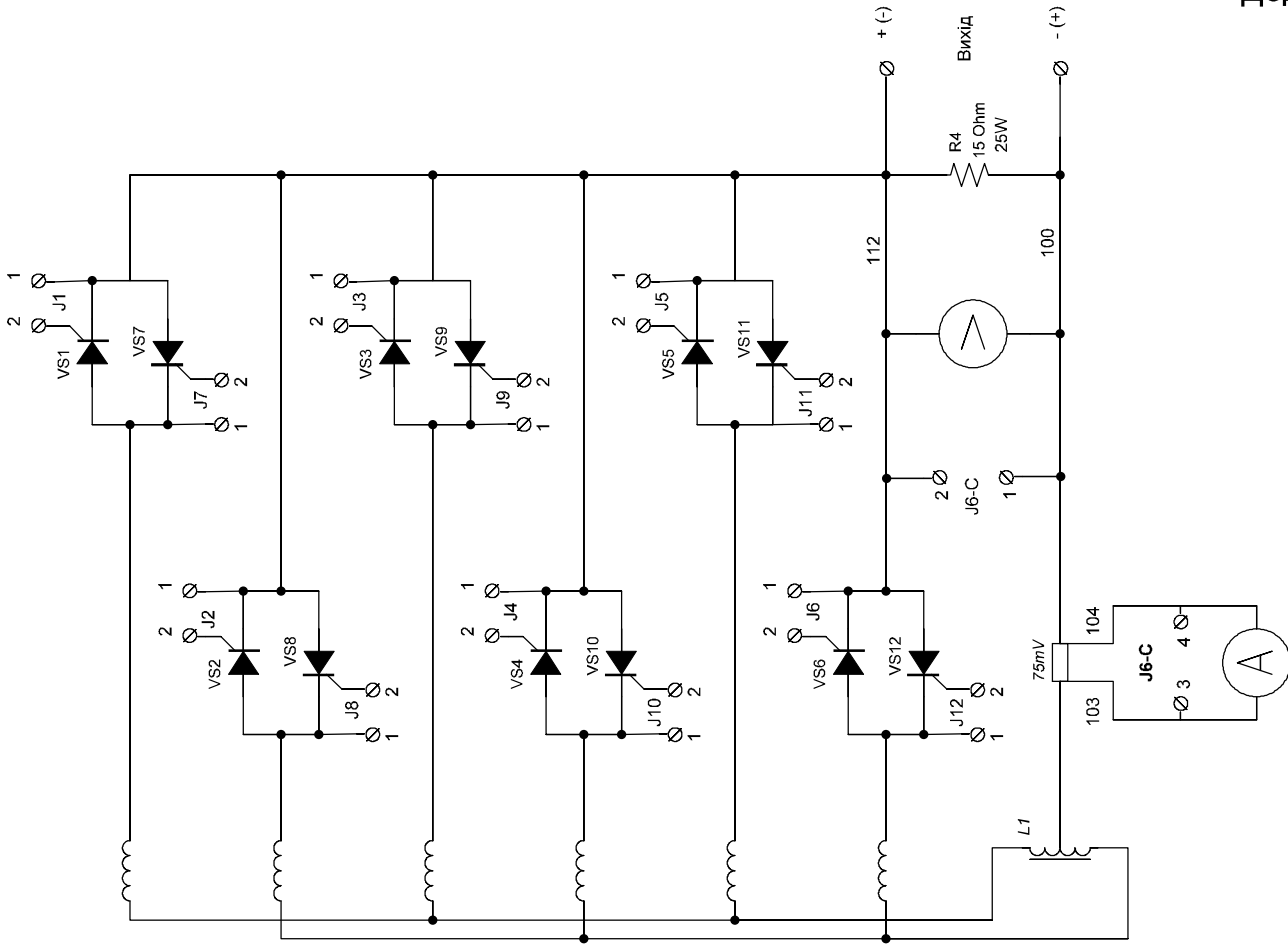 Дод
1
2
J1
VS1
VS7
J7
2
1
1
2
J3
VS3
VS9
J9
2
1
1
2
J5
VS5
VS11
J11
2
1
1
2
J2
VS2
VS8
J8
2
1
1
2
J4
VS4
VS10
J10
2
1
1
2
J6
VS6
VS12
J12
2
1
+ (-)
Вихід
- (+)
R4
15 Ohm
25W
112
100
V
2
J6-C
1
75mV
104
103
J6-C
4
3
A
L1